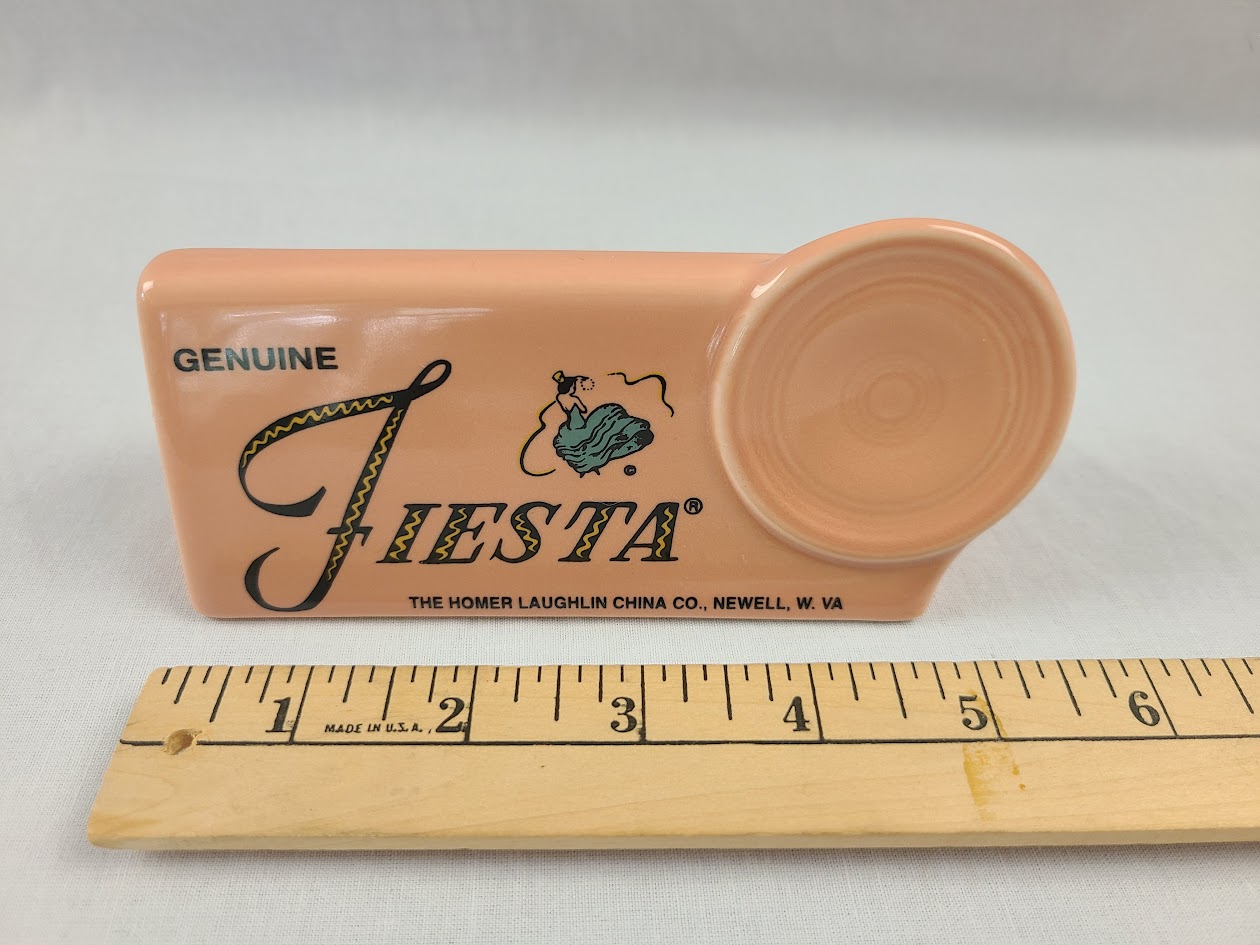 GENUINE
FIESTA®
©
THE HOMER LAUGHLIN CHINA CO., NEWELL, W. VA
1 2 3 4 5 6
MADE IN U.S.A.